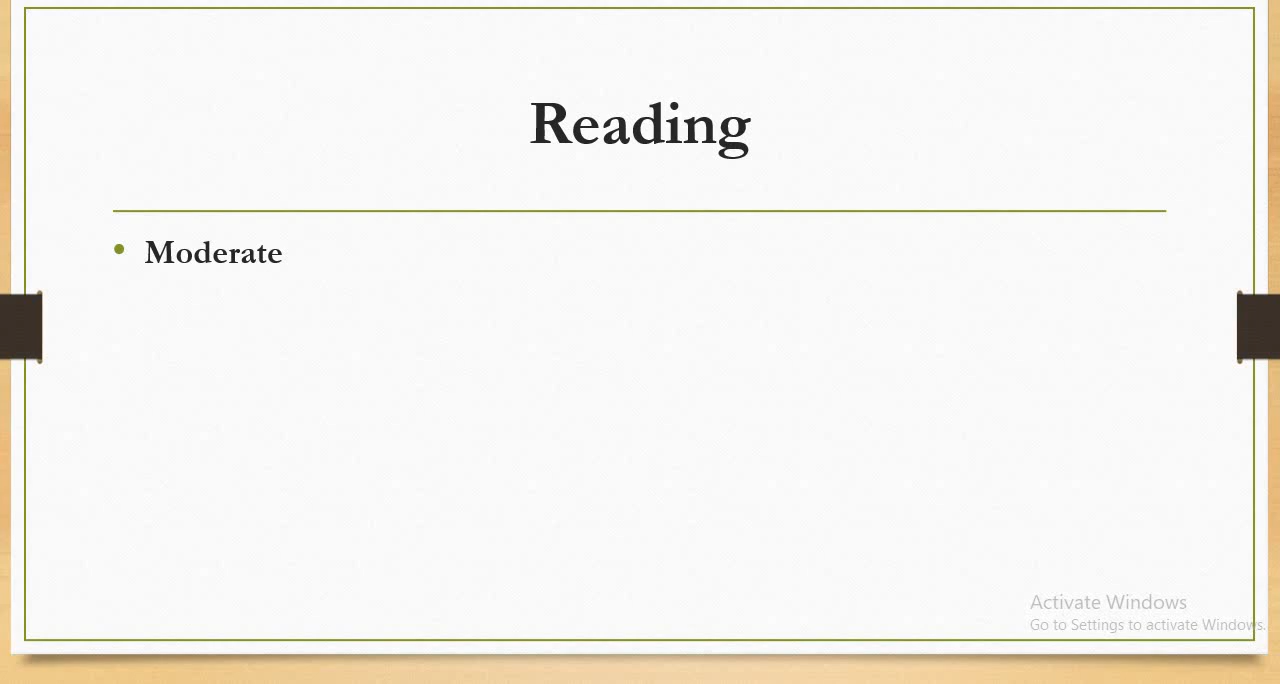 Reading
Moderate
Activate Windows
Go to Settings to activate Windows.